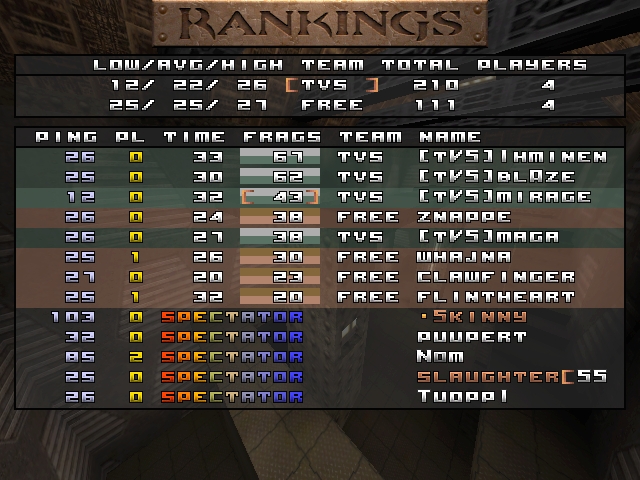 RANKINGS
LOW/AVG/HIGH TEAM TOTAL PLAYERS
12/ 22/ 26 [TVS ] 210 4
25/ 25/ 27 FREE 111 4
PING PL TIME FRAGS TEAM NAME
26 0 33 67 TVS [TVS]IHMINEN
25 0 30 62 TVS [TVS]BLAZE
12 0 32 [ 43 ] TVS [TVS]MIRAGE
26 0 24 38 FREE ZNAPPE
26 0 27 38 TVS [TVS]MAGA
25 1 26 30 FREE WHAJNA
27 0 20 23 FREE CLAWFINGER
25 1 32 20 FREE FLINTHEART
103 0 SPECTATOR ·SKINNY
32 0 SPECTATOR PUUPERT
85 2 SPECTATOR Nom
25 0 SPECTATOR SLAUGHTER[55
26 0 SPECTATOR TUOPPI